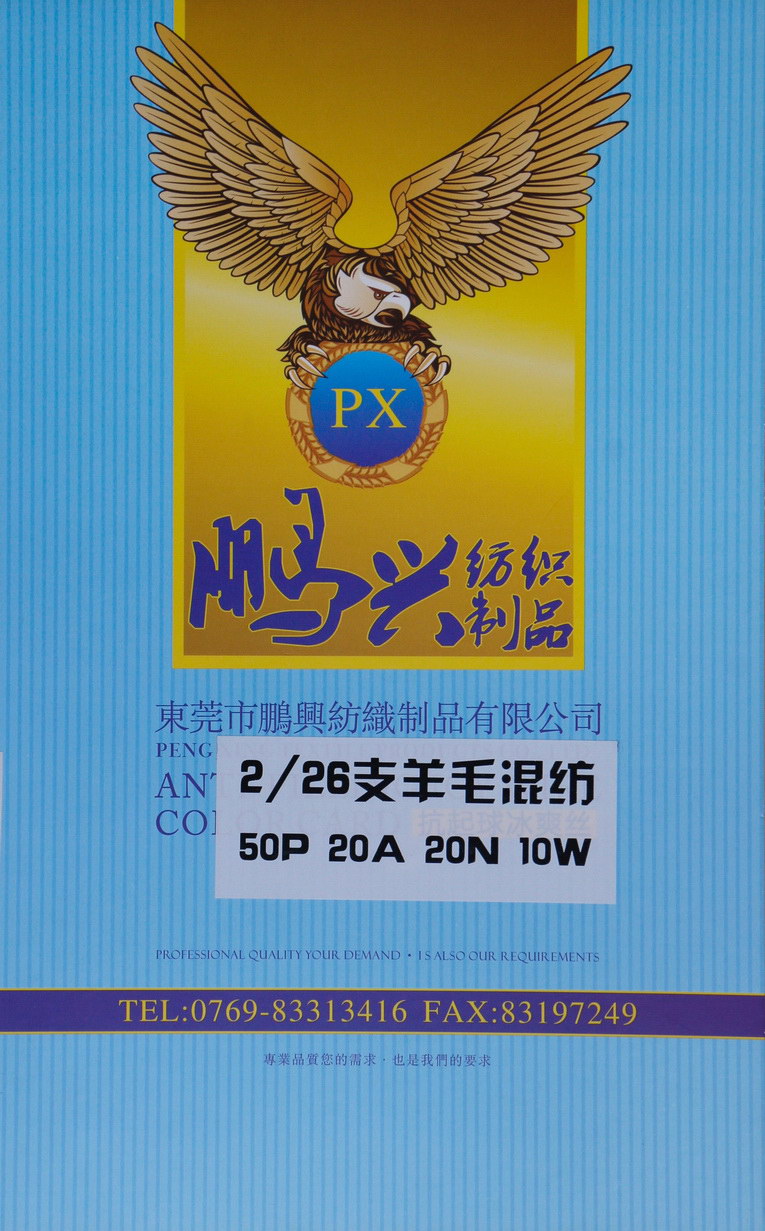 PX
鹏兴纺织
制品
東莞市鵬興紡織制品有限公司
PENG
2/26支羊毛混纺
50P 20A 20N 10W
PROFESSIONAL QUALITY YOUR DEMAND • IS ALSO OUR REQUIREMENTS
TEL:0769-83313416 FAX:83197249
專業品質您的需求 · 也是我們的要求